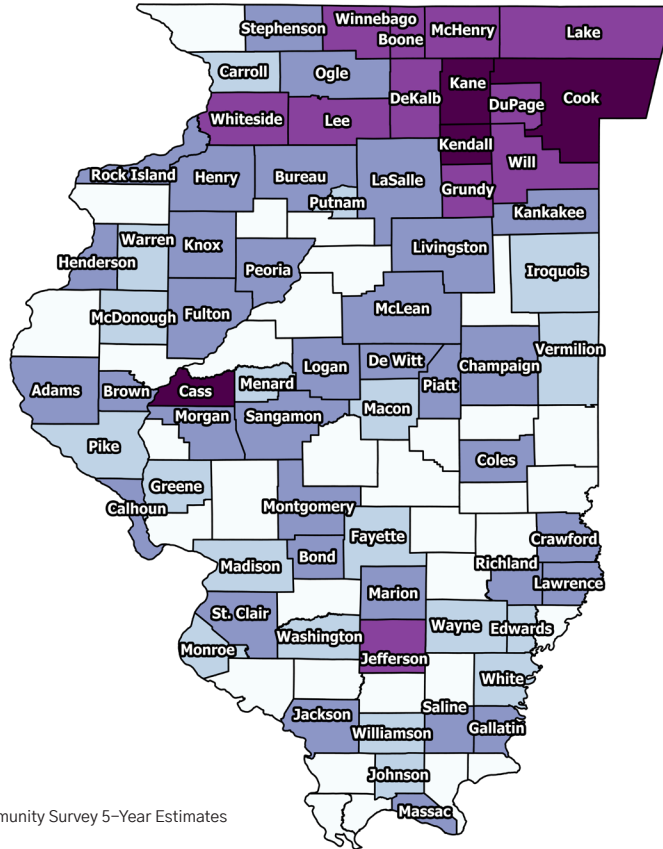 Stephenson
Winnebago
Boone
McHenry
Lake
Carroll
Ogle
DeKalb
Kane
DuPage
Cook
Whiteside
Lee
Kendall
Will
Rock Island
Henry
Bureau
Putnam
LaSalle
Grundy
Kankakee
Henderson
Warren
Knox
Peoria
Livingston
Iroquois
McDonough
Fulton
McLean
Adams
Brown
Cass
Menard
Logan
De Witt
Piatt
Champaign
Vermilion
Morgan
Sangamon
Macon
Pike
Greene
Coles
Calhoun
Montgomery
Fayette
Crawford
Madison
Bond
Richland
Lawrence
Marion
St. Clair
Washington
Wayne
Edwards
Monroe
Jefferson
White
Jackson
Williamson
Saline
Gallatin
Johnson
Massac
munity Survey 5–Year Estimates